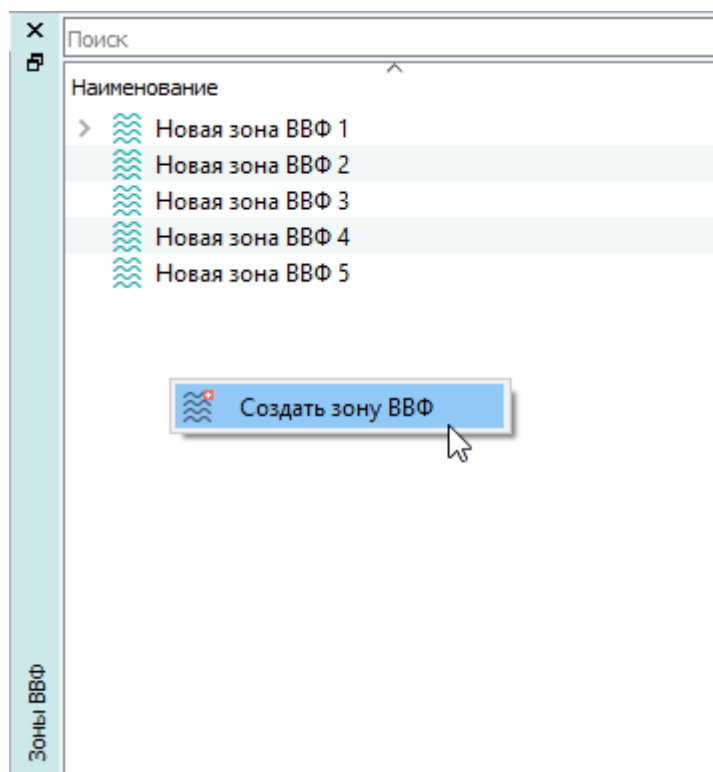 Поиск
Наименование
Новая зона ВВФ 1
Новая зона ВВФ 2
Новая зона ВВФ 3
Новая зона ВВФ 4
Новая зона ВВФ 5
Создать зону ВВФ
Зоны ВВФ